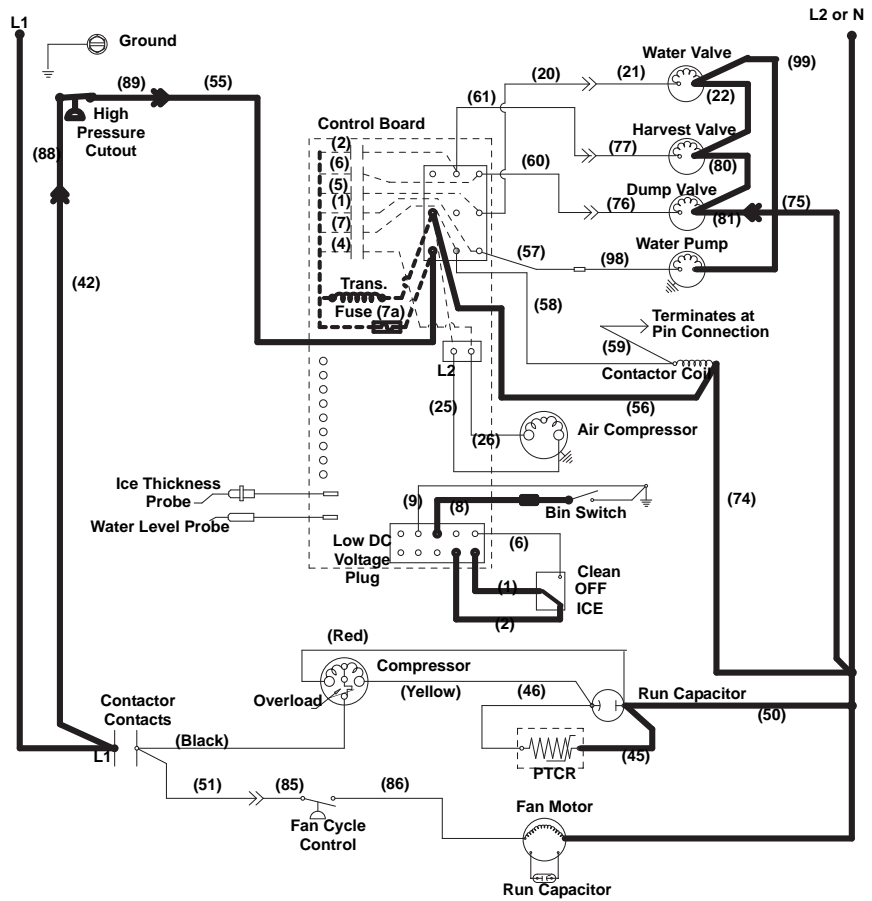 L1
L2 or N
Ground
Water Valve
(99)
(89)
(55)
(20)
(21)
(22)
(61)
High
Pressure
Cutout
Control Board
Harvest Valve
(2)
(88)
(6)
(60)
(77)
(80)
(5)
Dump Valve
(1)
(76)
(75)
(81)
(7)
(4)
Water Pump
(57)
(98)
(42)
Trans.
Fuse
(7a)
(58)
Terminates at
Pin Connection
(59)
L2
Contactor Coil
(25)
(56)
(26)
Air Compressor
Ice Thickness
Probe
(9)
(8)
(74)
Bin Switch
Water Level Probe
Low DC
Voltage
Plug
(6)
Clean
OFF
ICE
(1)
(2)
(Red)
Compressor
Overload
(Yellow)
(46)
Run Capacitor
Contactor
Contacts
(50)
(Black)
L1
(45)
PTCR
(51)
(85)
(86)
Fan Motor
Fan Cycle
Control
Run Capacitor